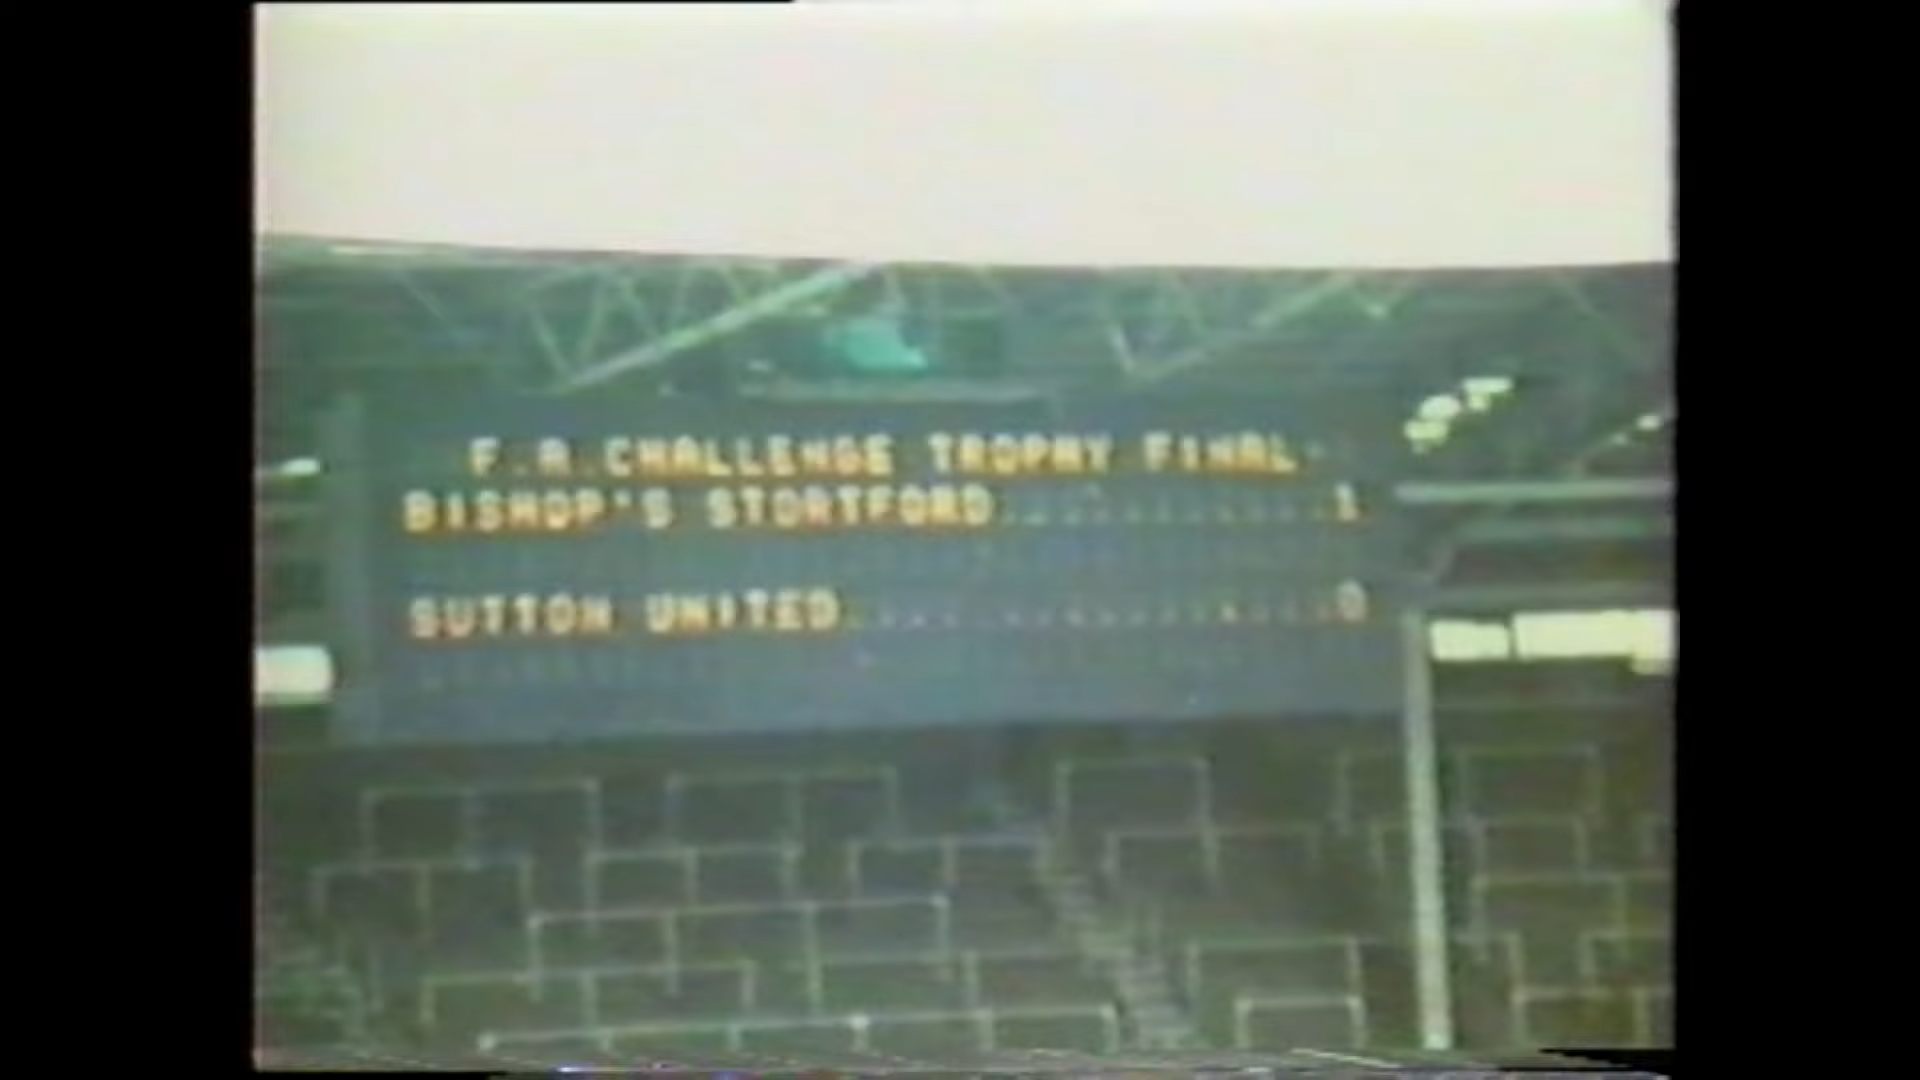 F.A. CHALLENGE TROPHY FINAL
BISHOP'S STORTFORD..............1
SUTTON UNITED..................0